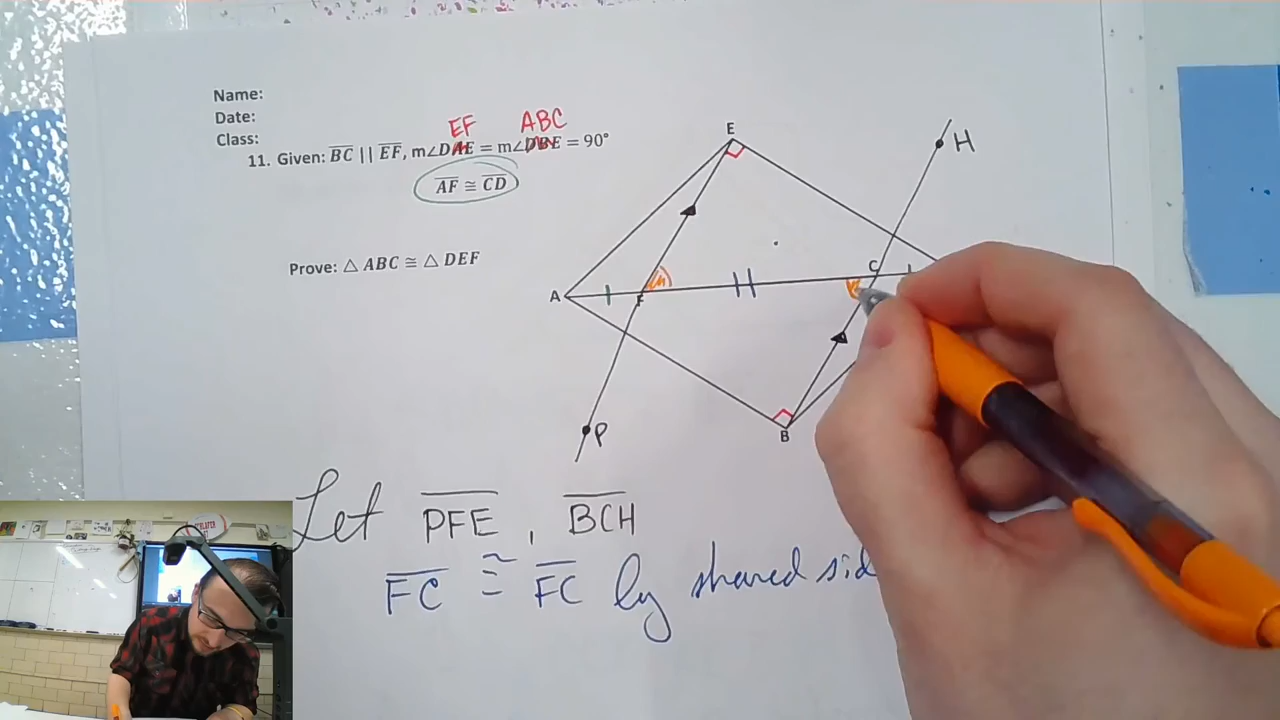 Name:
Date:
Class:
EF ABC
11. Given: BC || EF, m∠DAE = m∠DBE = 90°
AF ≅ CD
Prove: △ ABC ≅ △ DEF
E
H
C
A
F
P
B
Let PFE, BCH
FC ≅ FC by shared sid